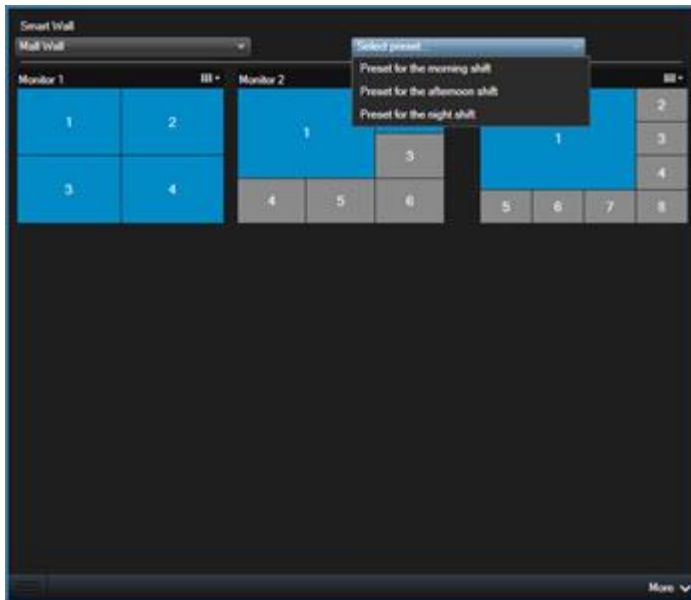 Smart Wall
Mall Wall
Select preset...
Preset for the morning shift
Preset for the afternoon shift
Preset for the night shift
Monitor 1
Monitor 2
1 2
3 4
1
3
4 5 6
1
2
3
4
5 6 7 8
More